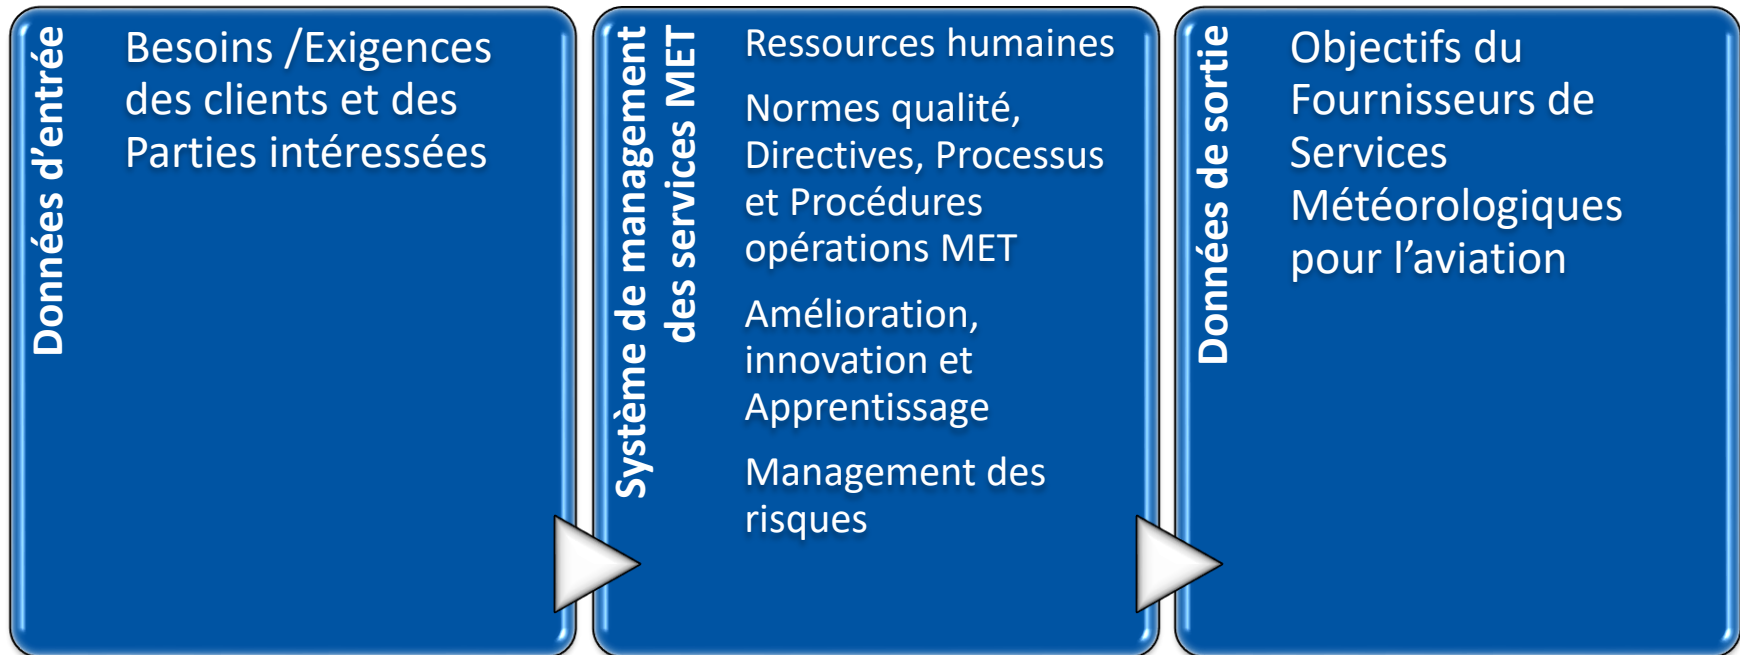 Données d’entrée
Besoins /Exigences
des clients et des
Parties intéressées
Système de management
des services MET
Ressources humaines
Normes qualité,
Directives, Processus
et Procédures
opérations MET
Amélioration,
innovation et
Apprentissage
Management des
risques
Données de sortie
Objectifs du
Fournisseurs de
Services
Météorologiques
pour l’aviation